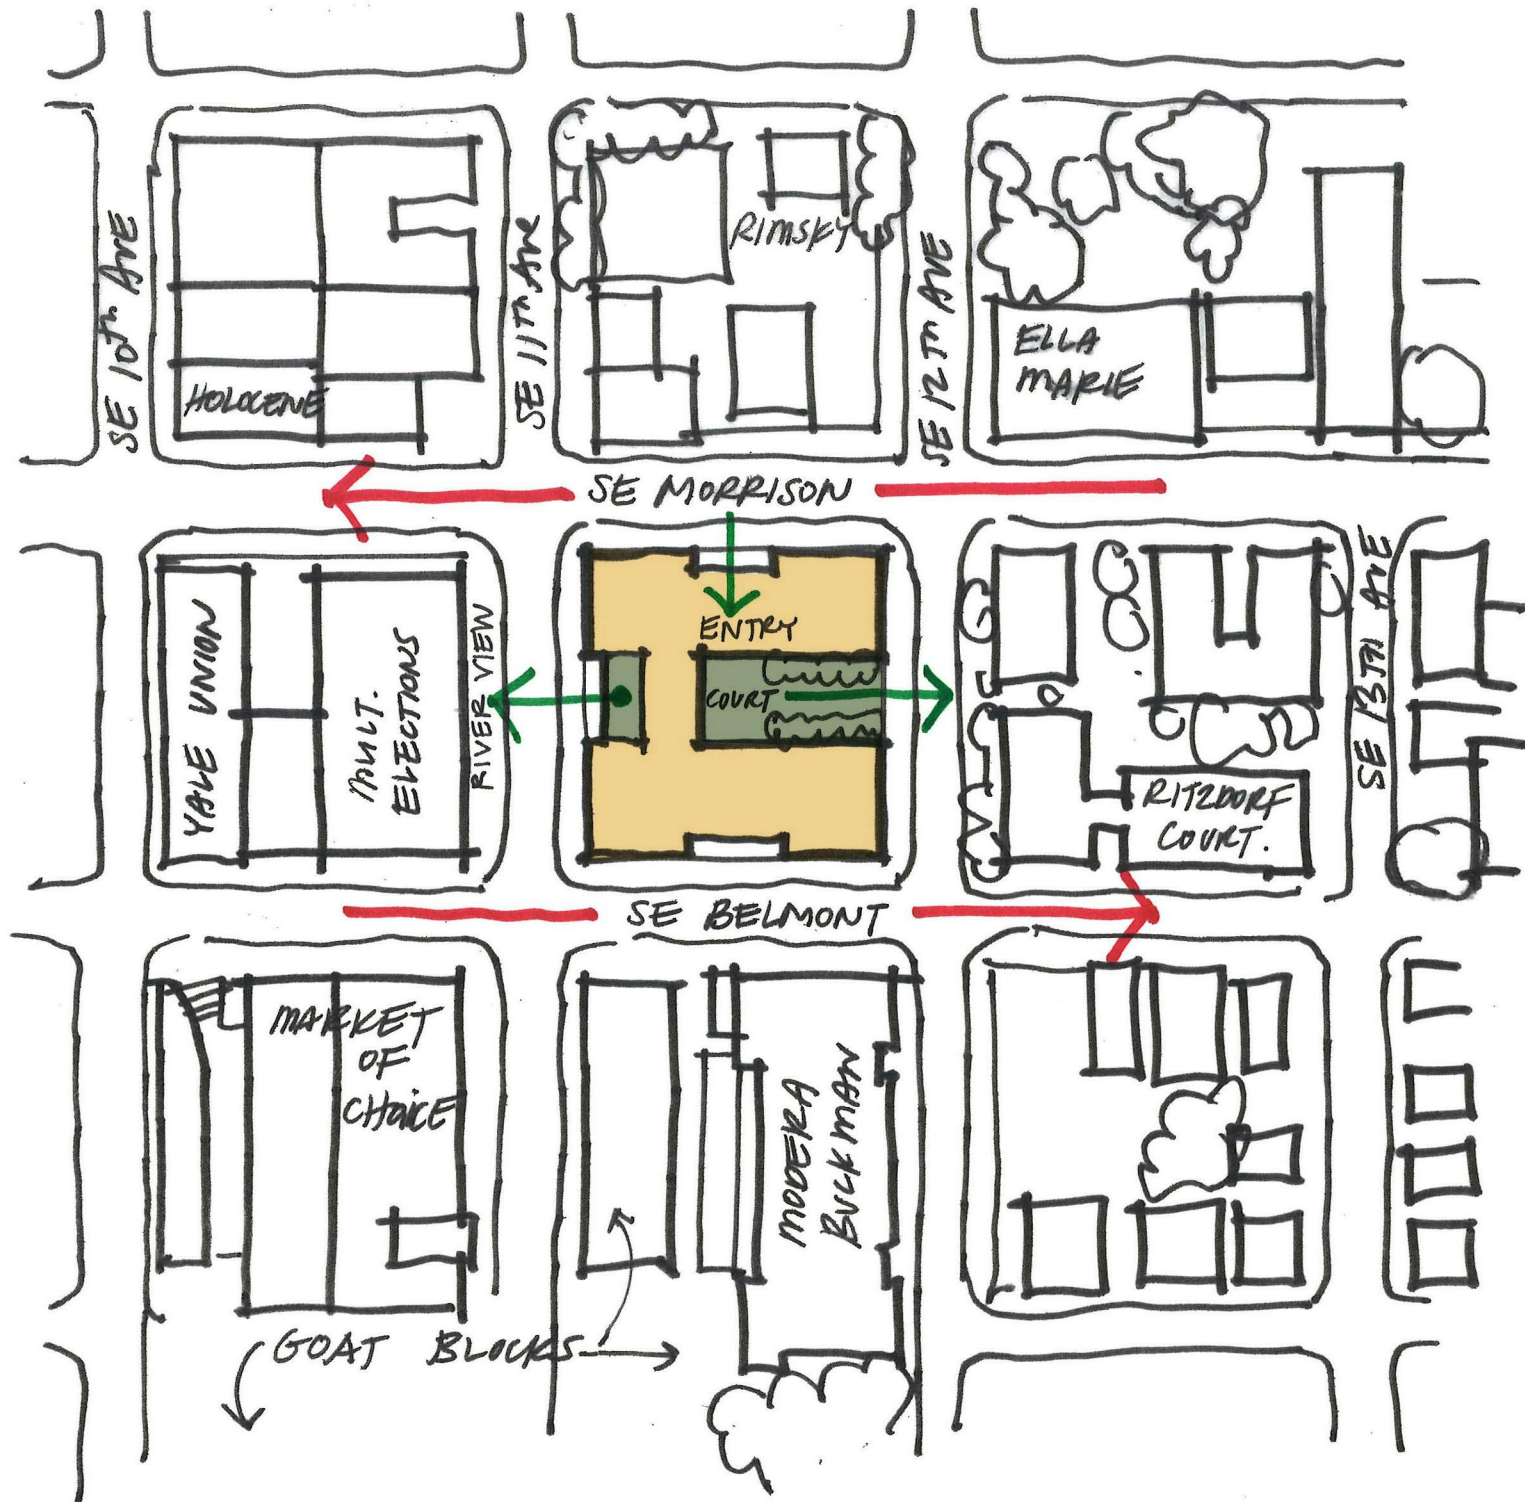 SE 10th AVE
HOLOCENE
SE 11th AVE
RIMSKY
SE 12TH AVE
ELLA
MARIE
SE MORRISON
YALE UNION
MULT.
ELECTIONS
RIVER VIEW
ENTRY
COURT
RITZDORF
COURT.
SE 13TH AVE
SE BELMONT
MARKET
OF
CHOICE
MODERA
BUCKMAN
GOAT BLOCKS